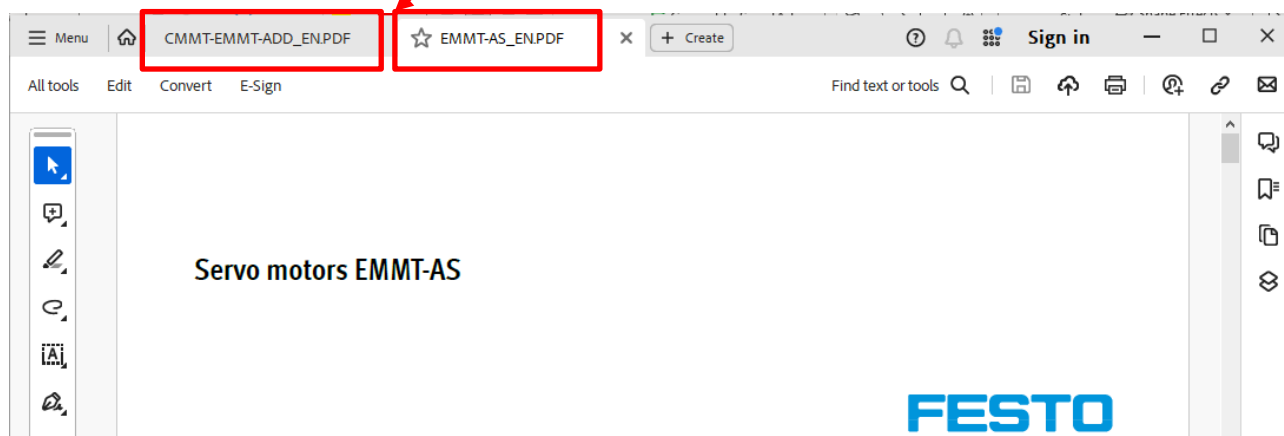 Menu CMMT-EMMT-ADD_EN.PDF EMMT-AS_EN.PDF + Create Sign in
All tools Edit Convert E-Sign Find text or tools
Servo motors EMMT-AS
FESTO